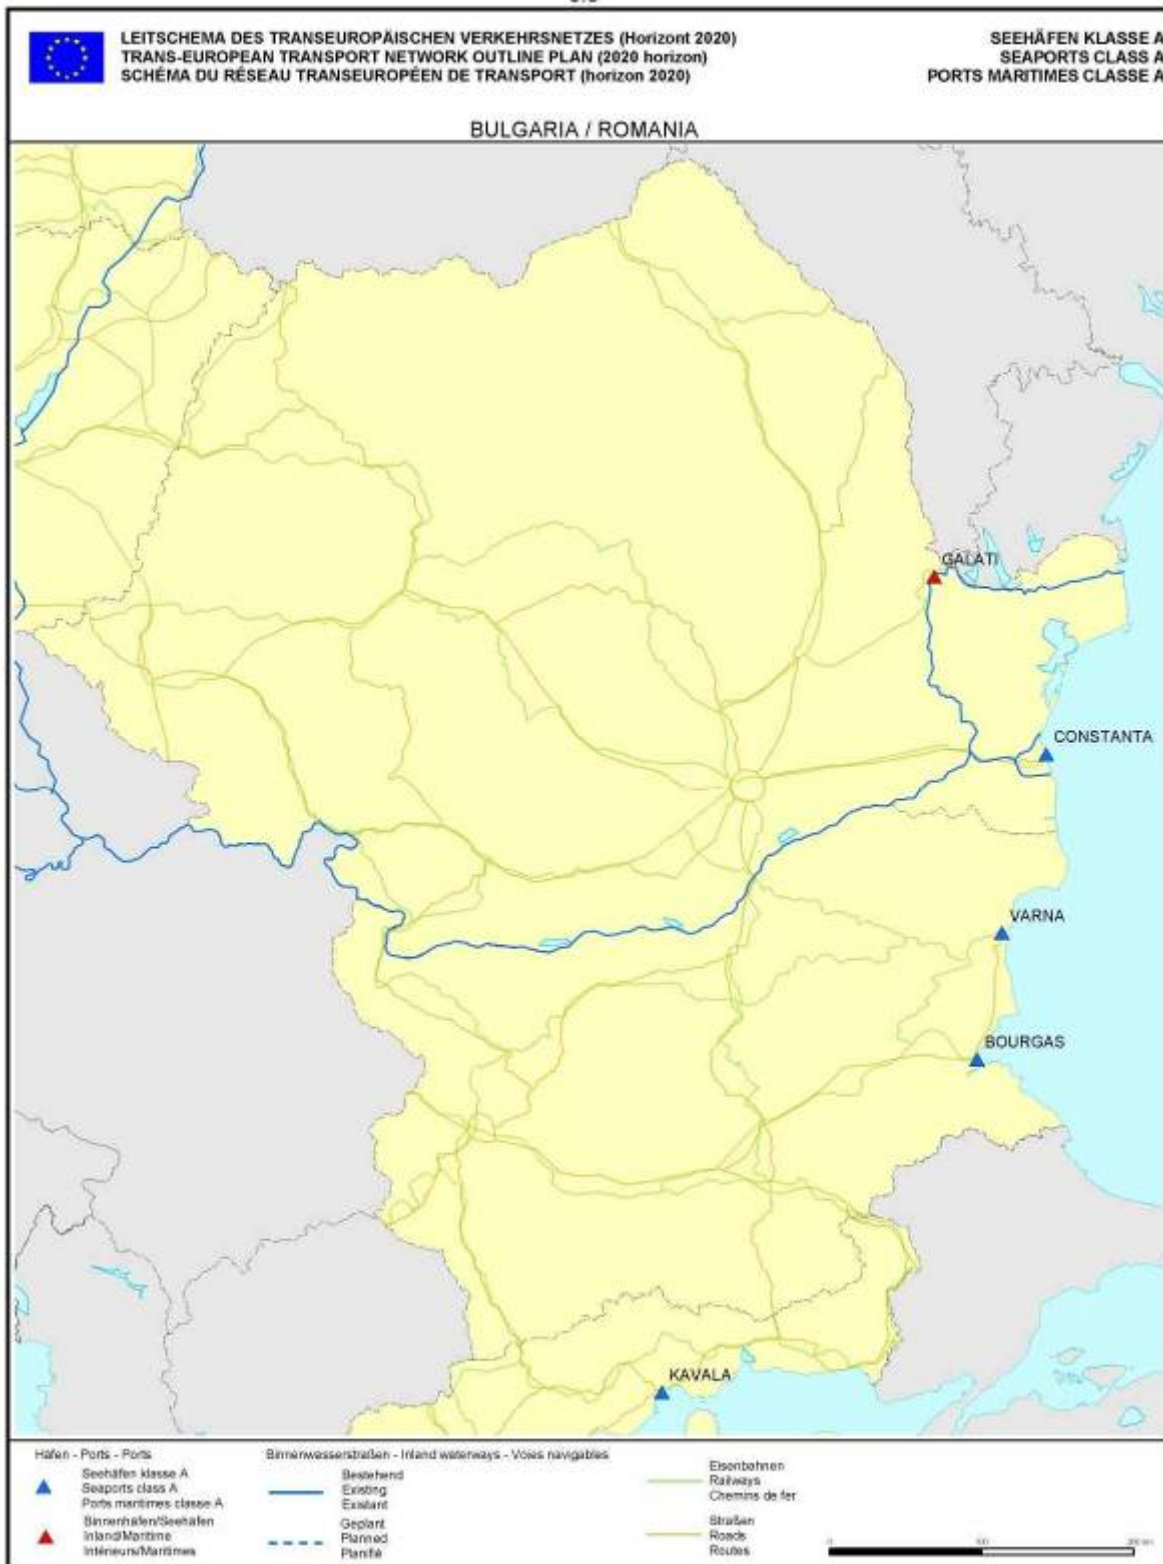 LEITSCHEMA DES TRANSEUROPÄISCHEN VERKEHRSNETZES (Horizont 2020)
TRANS-EUROPEAN TRANSPORT NETWORK OUTLINE PLAN (2020 horizon)
SCHÉMA DU RÉSEAU TRANSEUROPÉEN DE TRANSPORT (horizon 2020)
SEEHÄFEN KLASSE A
SEAPORTS CLASS A
PORTS MARITIMES CLASSE A
BULGARIA / ROMANIA
GALATI
CONSTANTA
VARNA
BOURGAS
KAVALA
Häfen - Ports - Ports
Seehäfen klasse A
Seaports class A
Ports maritimes classe A
Binnenhäfen/Seehäfen
Inland/Maritime
Intérieurs/Maritimes
Binnenwasserstraßen - Inland waterways - Voies navigables
Bestehend
Existing
Existant
Geplant
Planned
Planifié
Eisenbahnen
Railways
Chemins de fer
Straßen
Roads
Routes
0